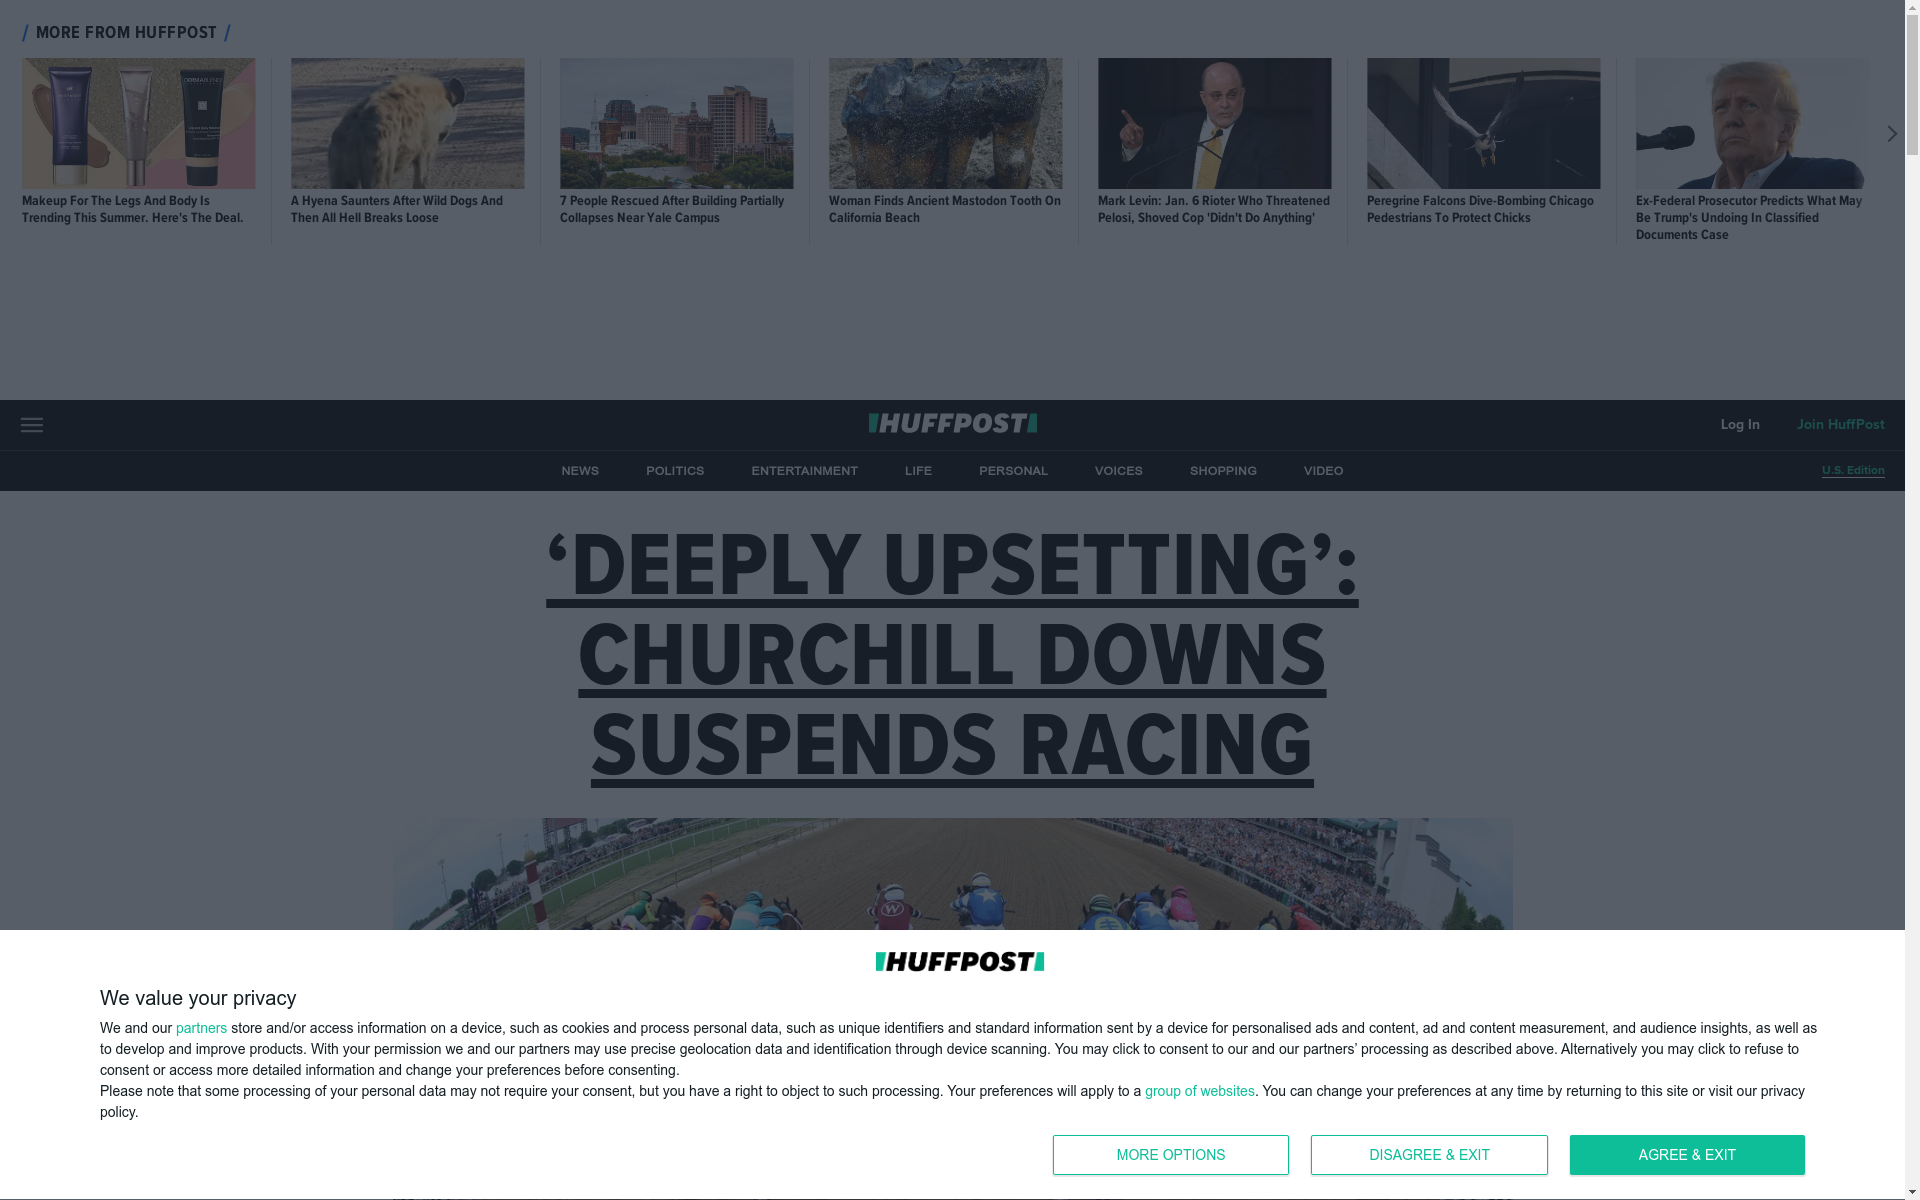 / MORE FROM HUFFPOST /
Makeup For The Legs And Body Is
Trending This Summer. Here's The Deal.
A Hyena Saunters After Wild Dogs And
Then All Hell Breaks Loose
7 People Rescued After Building Partially
Collapses Near Yale Campus
Woman Finds Ancient Mastodon Tooth On
California Beach
Mark Levin: Jan. 6 Rioter Who Threatened
Pelosi, Shoved Cop 'Didn't Do Anything'
Peregrine Falcons Dive-Bombing Chicago
Pedestrians To Protect Chicks
Ex-Federal Prosecutor Predicts What May
Be Trump's Undoing In Classified
Documents Case
HUFFPOST
Log In
Join HuffPost
NEWS
POLITICS
ENTERTAINMENT
LIFE
PERSONAL
VOICES
SHOPPING
VIDEO
U.S. Edition
‘DEEPLY UPSETTING’:
CHURCHILL DOWNS
SUSPENDS RACING
W
HUFFPOST
We value your privacy
We and our partners store and/or access information on a device, such as cookies and process personal data, such as unique identifiers and standard information sent by a device for personalised ads and content, ad and content measurement, and audience insights, as well as
to develop and improve products. With your permission we and our partners may use precise geolocation data and identification through device scanning. You may click to consent to our and our partners’ processing as described above. Alternatively you may click to refuse to
consent or access more detailed information and change your preferences before consenting.
Please note that some processing of your personal data may not require your consent, but you have a right to object to such processing. Your preferences will apply to a group of websites. You can change your preferences at any time by returning to this site or visit our privacy
policy.
MORE OPTIONS
DISAGREE & EXIT
AGREE & EXIT